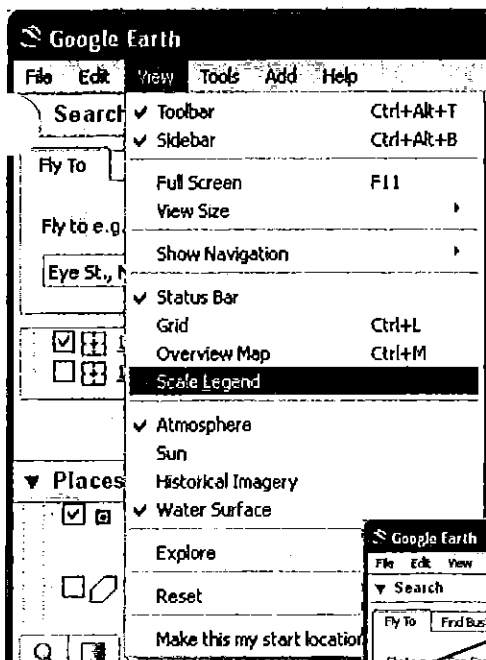 Google Earth
File Edit View Tools Add Help
Search
Fly To
Fly to e.g.
Eye St.,
Toolbar Ctrl+Alt+T
Sidebar Ctrl+Alt+B
Full Screen F11
View Size
Show Navigation
Status Bar
Grid Ctrl+L
Overview Map Ctrl+M
Scale Legend
Atmosphere
Sun
Historical Imagery
Water Surface
Explore
Reset
Make this my start location
Places
Google Earth
File Edit View
Search
Fly To Find Bus